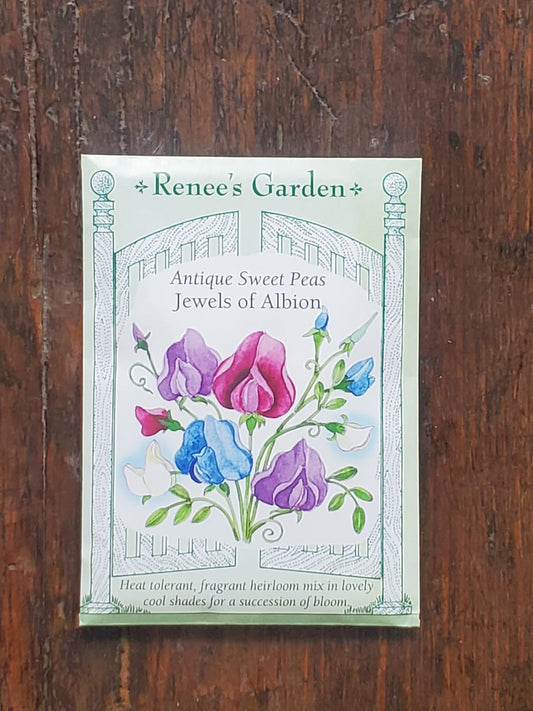 Renee's Garden
Antique Sweet Peas
Jewels of Albion
Heat tolerant, fragrant heirloom mix in lovely
cool shades for a succession of bloom.